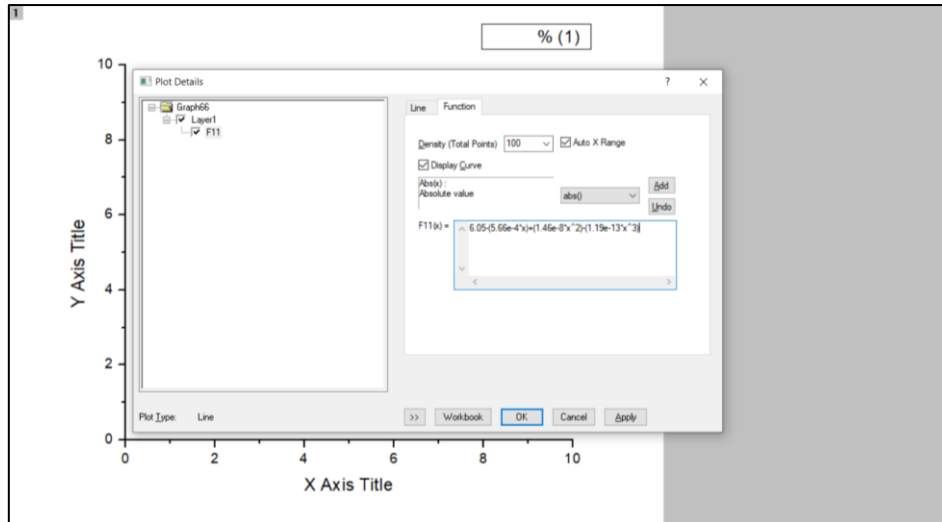 1
% (1)
10
8
6
4
2
0
Y Axis Title
0 2 4 6 8 10
X Axis Title
Plot Details
? ×
Graph66
Layer1
F11
Line Function
Density (Total Points) 100 Auto X Range
Display Curve
Abs(x) :
Absolute value
abs()
Add
Undo
F11(x) = 6.05-(5.66e-4*x)+(1.46e-8*x^2)-(1.19e-13*x^3)
Plot Type: Line
>> Workbook OK Cancel Apply